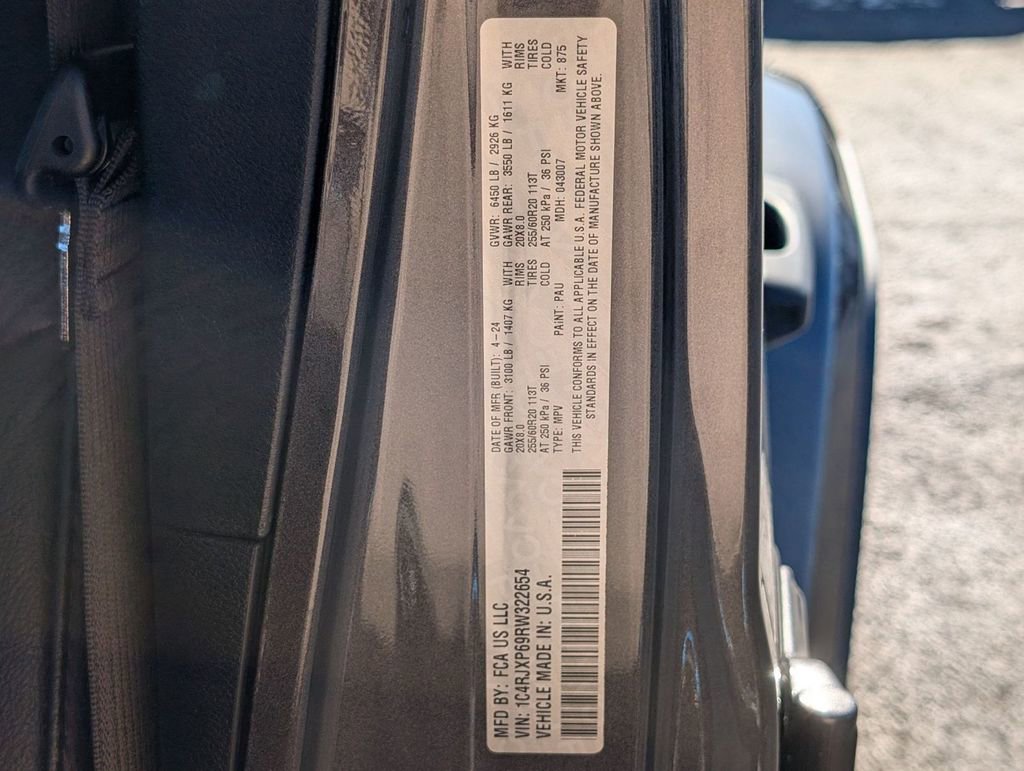 MFD BY: FCA US LLC
VIN: 1C4RJXP69RW322654
VEHICLE MADE IN: U.S.A.
DATE OF MFR (BUILT): 4-24 GVWR: 6450 LB / 2926 KG
GAWR FRONT: 3100 LB / 1407 KG WITH GAWR REAR: 3550 LB / 1611 KG WITH
20X8.0 RIMS 20X8.0 RIMS
255/60R20 113T TIRES 255/60R20 113T TIRES
AT 250 kPa / 36 PSI COLD AT 250 kPa / 36 PSI COLD
TYPE: MPV PAINT: PAU MDH: 043007 MKT: 875
THIS VEHICLE CONFORMS TO ALL APPLICABLE U.S.A. FEDERAL MOTOR VEHICLE SAFETY
STANDARDS IN EFFECT ON THE DATE OF MANUFACTURE SHOWN ABOVE.